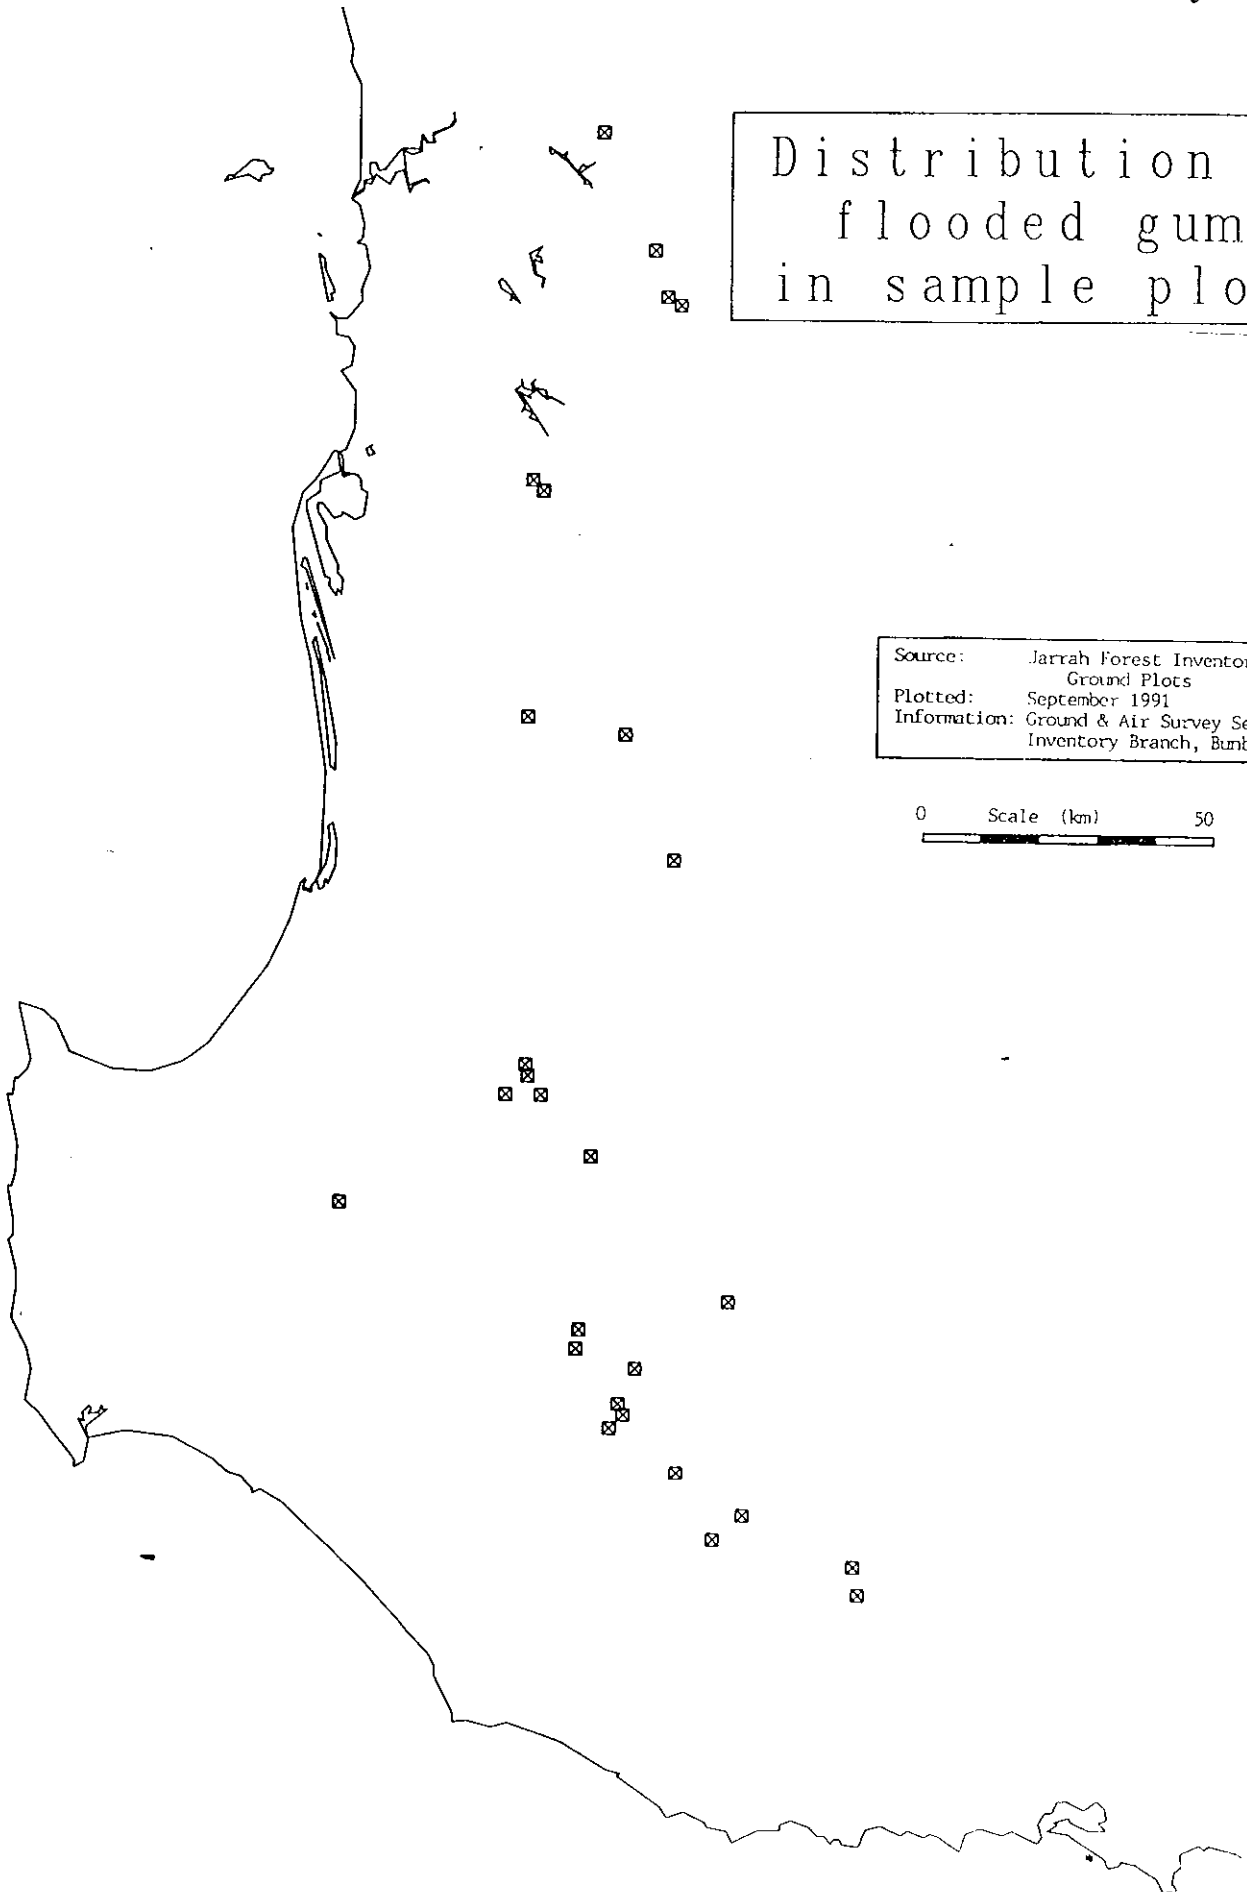 Distribution
flooded gum
in sample plo
Source: Jarrah Forest Inventor
Ground Plots
Plotted: September 1991
Information: Ground & Air Survey Se
Inventory Branch, Bunb
0 Scale (km) 50